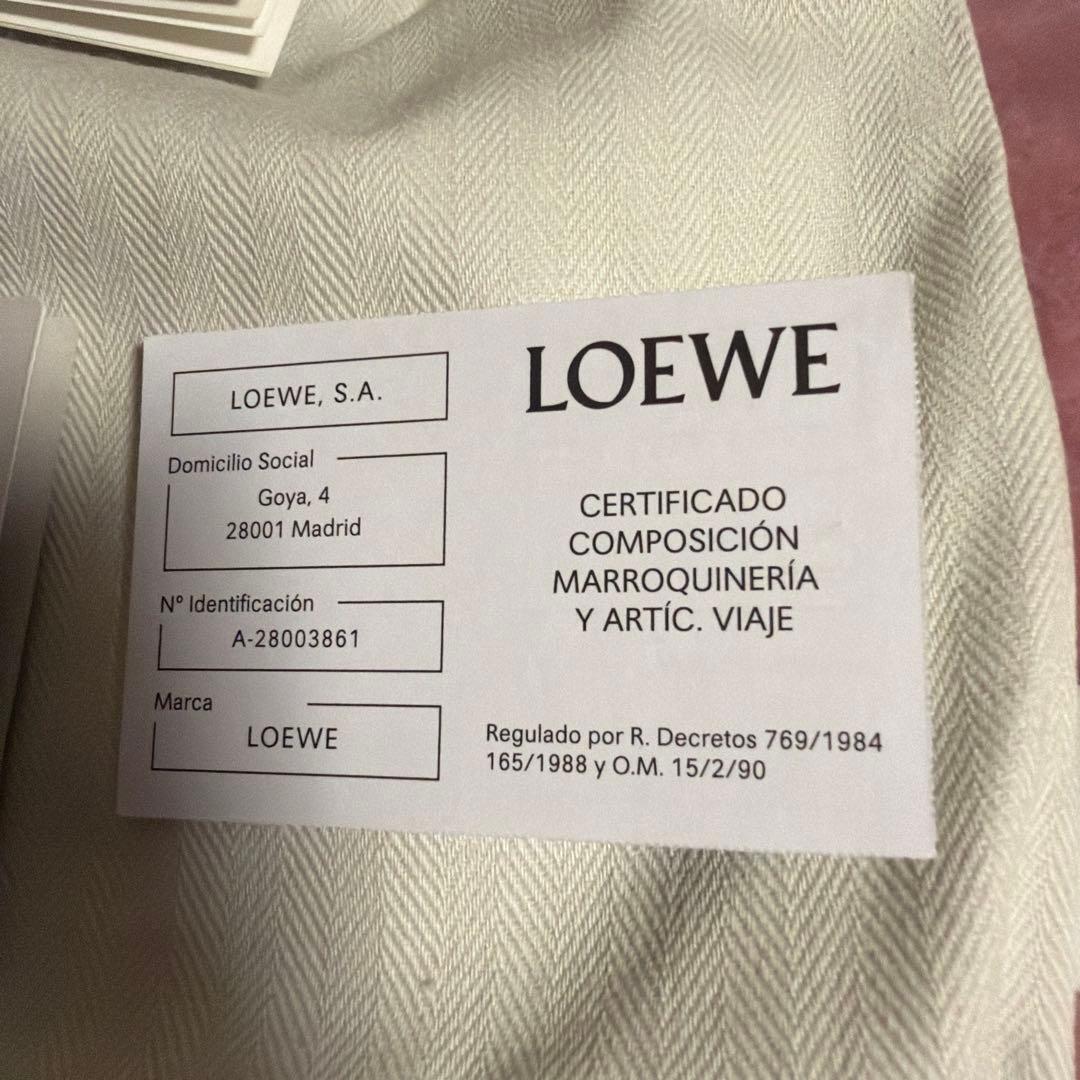 LOEWE, S.A.
Domicilio Social
Goya, 4
28001 Madrid
Nº Identificación
A-28003861
Marca
LOEWE
LOEWE
CERTIFICADO
COMPOSICIÓN
MARROQUINERÍA
Y ARTÍC. VIAJE
Regulado por R. Decretos 769/1984
165/1988 y O.M. 15/2/90